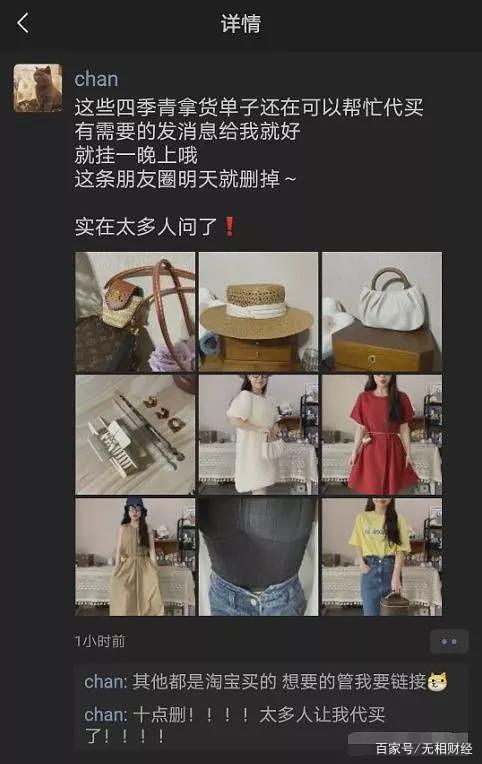 详情
chan
这些四季青拿货单子还在可以帮忙代买
有需要的发消息给我就好
就挂一晚上哦
这条朋友圈明天就删掉~
实在太多人问了❗
1小时前
chan: 其他都是淘宝买的 想要的管我要链接
chan: 十点删！！！！太多人让我代买
了！！！！
百家号/无相财经